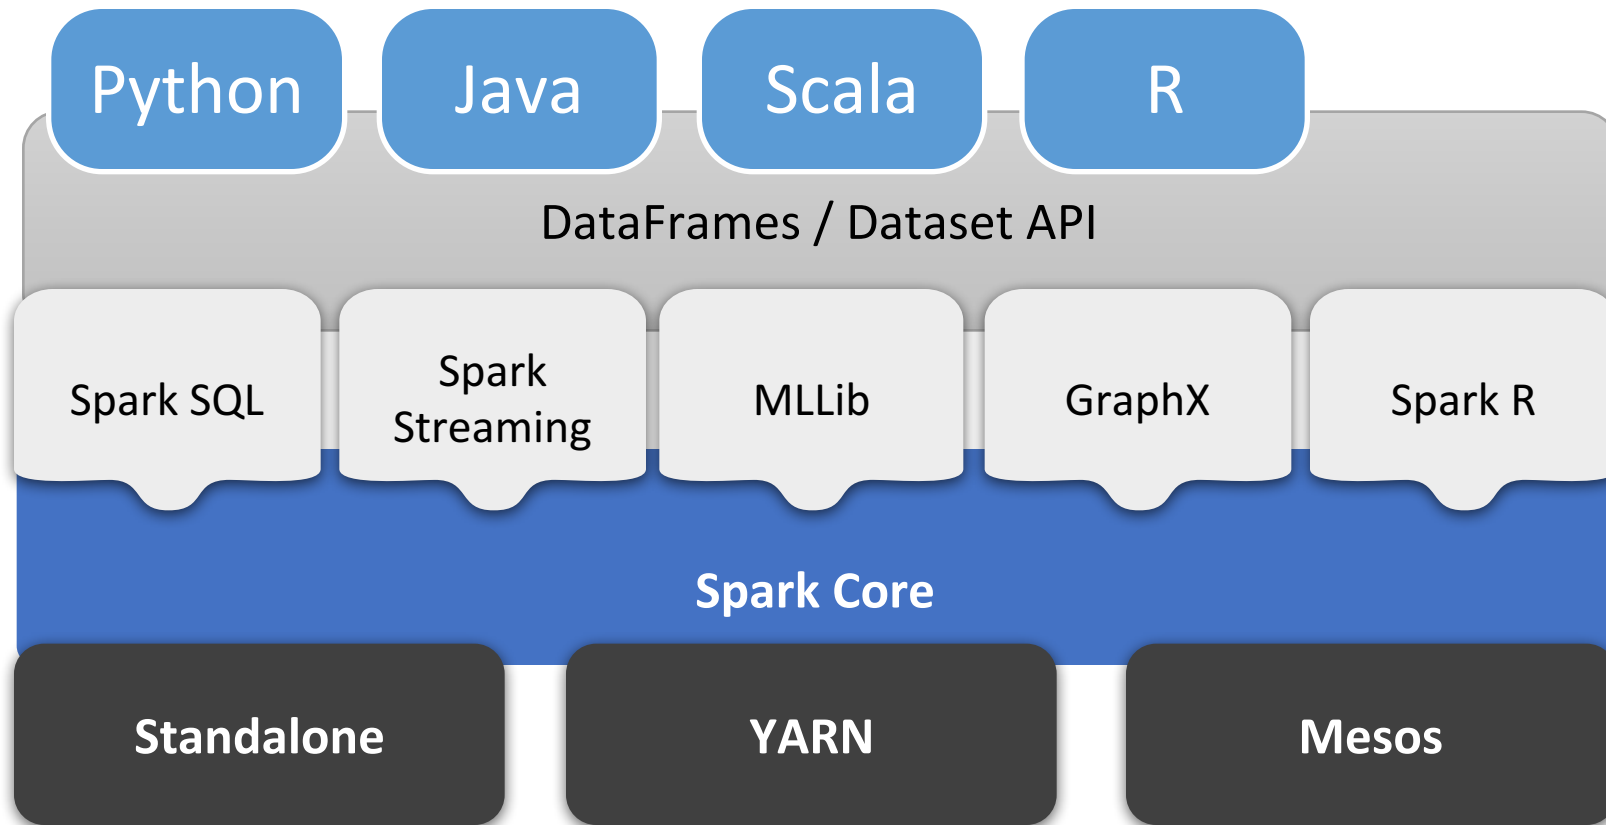 Python
Java
Scala
R
DataFrames / Dataset API
Spark SQL
Spark
Streaming
MLLib
GraphX
Spark R
Spark Core
Standalone
YARN
Mesos